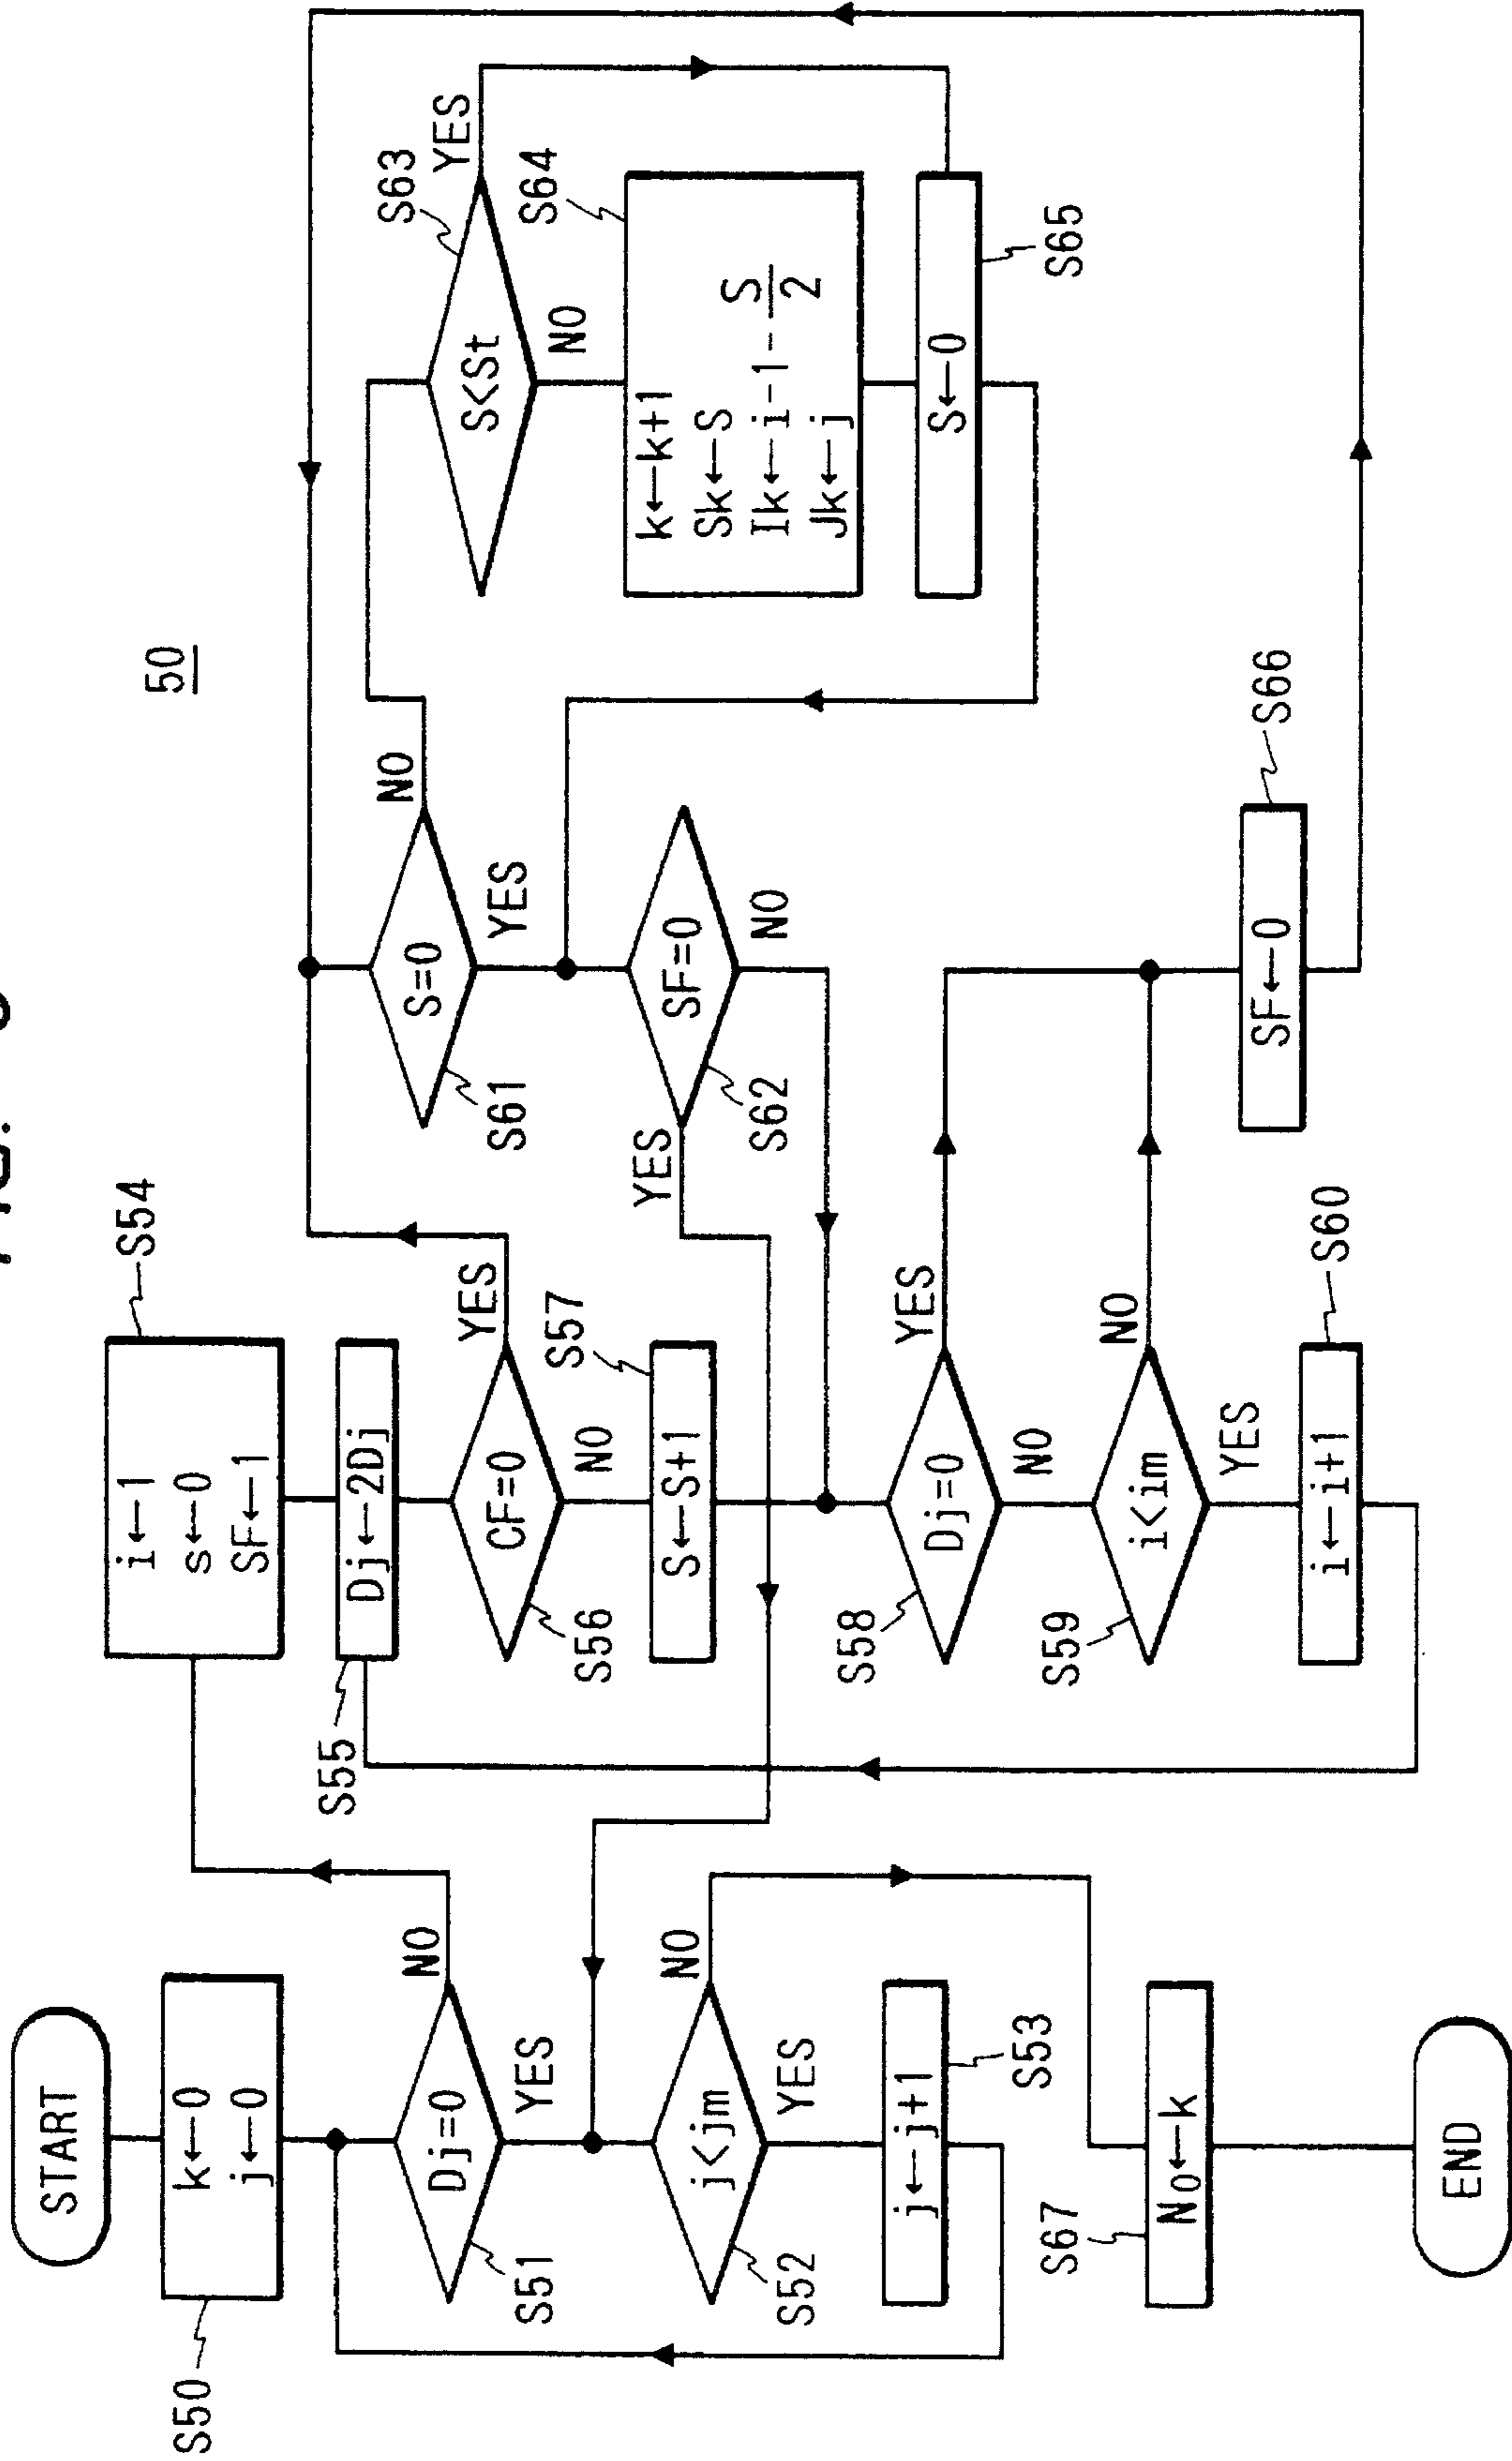 50
START
k←0
j←0
S50
Dj=0
NO
YES
S51
j<jm
NO
YES
S52
j←j+1
S53
N0←k
S67
END
i←1
s←0
SF←1
S54
Dj←2Dj
S55
CF=0
YES
NO
S56
S←S+1
S57
Dj=0
YES
NO
S58
i<im
NO
YES
S59
i←i+1
S60
S=0
NO
YES
S61
SF=0
YES
NO
S62
SF←0
S66
S<St
YES
NO
S63
k←k+1
Sk←S
Ik←i-1-S/2
Jk←j
S64
S←0
S65